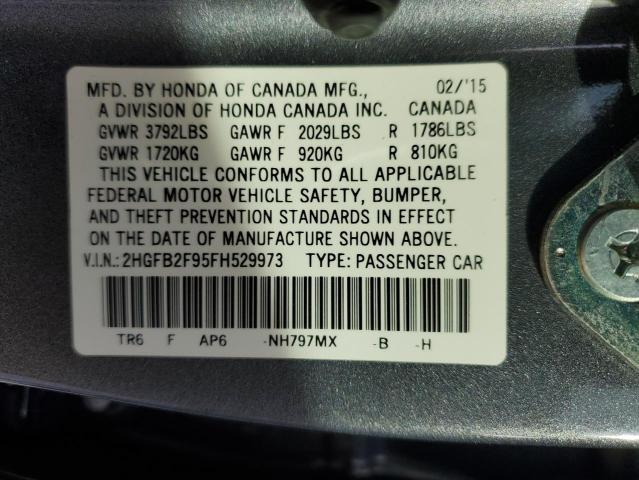 MFD. BY HONDA OF CANADA MFG., 02/'15
A DIVISION OF HONDA CANADA INC. CANADA
GVWR 3792LBS GAWR F 2029LBS R 1786LBS
GVWR 1720KG GAWR F 920KG R 810KG
THIS VEHICLE CONFORMS TO ALL APPLICABLE
FEDERAL MOTOR VEHICLE SAFETY, BUMPER,
AND THEFT PREVENTION STANDARDS IN EFFECT
ON THE DATE OF MANUFACTURE SHOWN ABOVE.
V.I.N.: 2HGFB2F95FH529973 TYPE: PASSENGER CAR
TR6 F AP6 -NH797MX -B -H